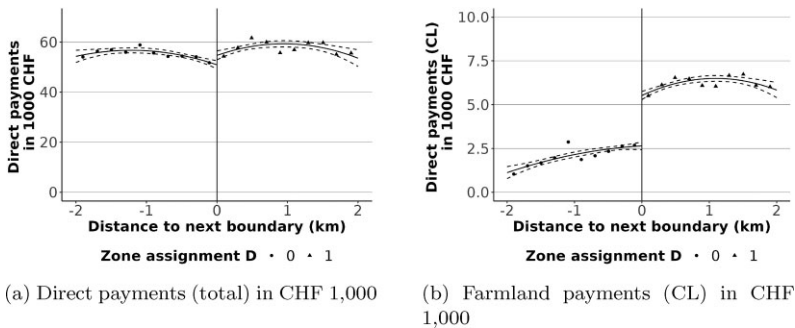 Direct payments
in 1000 CHF
60
40
20
0
-2 -1 0 1 2
Distance to next boundary (km)
Zone assignment D • 0 ▲ 1
(a) Direct payments (total) in CHF 1,000
Direct payments (CL)
in 1000 CHF
10.0
7.5
5.0
2.5
0.0
-2 -1 0 1 2
Distance to next boundary (km)
Zone assignment D • 0 ▲ 1
(b) Farmland payments (CL) in CHF
1,000